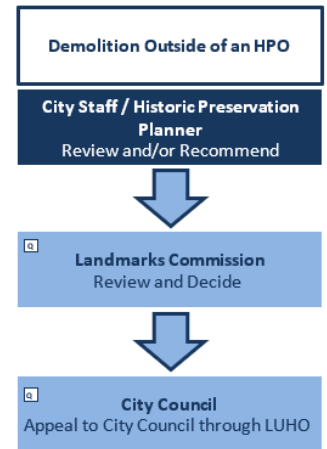 Demolition Outside of an HPO
City Staff / Historic Preservation
Planner
Review and/or Recommend
Q
Landmarks Commission
Review and Decide
Q
City Council
Appeal to City Council through LUHO